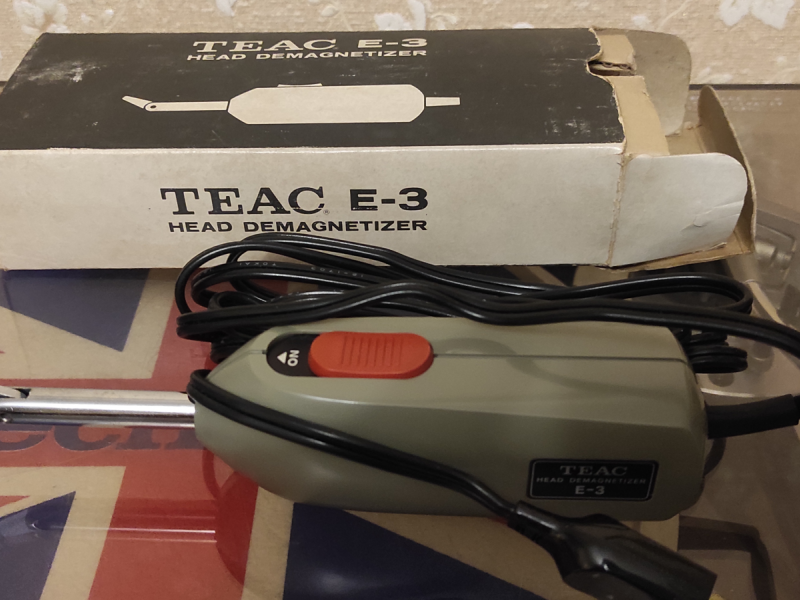 TEAC E-3
HEAD DEMAGNETIZER
TEAC® E-3
HEAD DEMAGNETIZER
ON
TEAC
HEAD DEMAGNETIZER
E-3